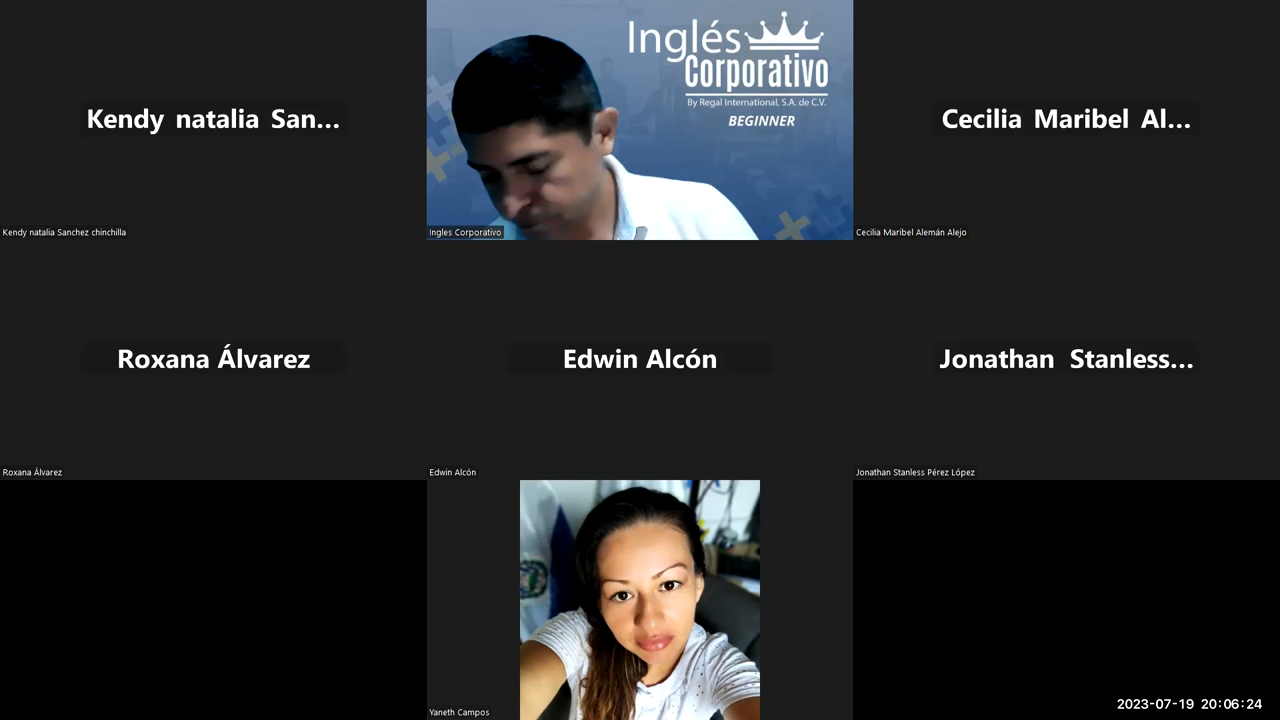 Kendy natalia San...
Kendy natalia Sanchez chinchilla
Inglés
Corporativo
By Regal International, S.A. de C.V.
BEGINNER
Ingles Corporativo
Cecilia Maribel Al...
Cecilia Maribel Alemán Alejo
Roxana Álvarez
Roxana Álvarez
Edwin Alcón
Edwin Alcón
Jonathan Stanless...
Jonathan Stanless Pérez López
Yaneth Campos
2023-07-19 20:06:24